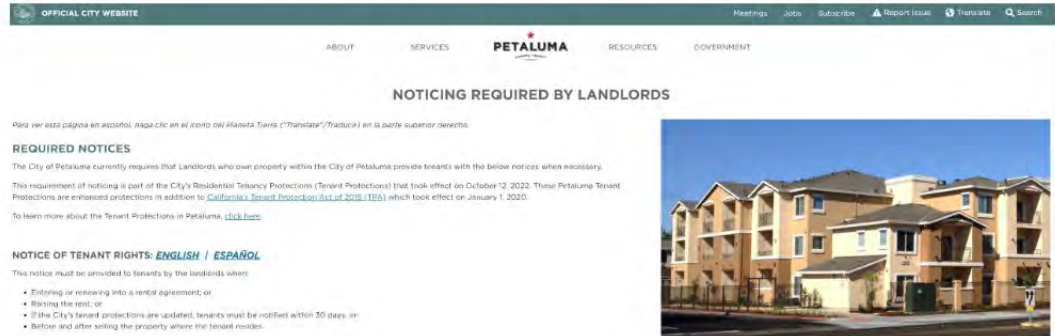 OFFICIAL CITY WEBSITE
Meetings Jobs Subscribe Report Issue Translate Search
ABOUT SERVICES PETALUMA RESOURCES GOVERNMENT
NOTICING REQUIRED BY LANDLORDS
Para ver esta página en español, haga clic en el icono del Planeta Tierra ("Translate"/Traduce) en la parte superior derecha.
REQUIRED NOTICES
The City of Petaluma currently requires that Landlords who own property within the City of Petaluma provide tenants with the below notices when necessary.
This requirement of noticing is part of the City's Residential Tenancy Protections (Tenant Protections) that took effect on October 12, 2022. These Petaluma Tenant
Protections are enhanced protections in addition to California's Tenant Protection Act of 2019 (TPA) which took effect on January 1, 2020.
To learn more about the Tenant Protections in Petaluma, click here.
NOTICE OF TENANT RIGHTS: ENGLISH | ESPAÑOL
This notice must be provided to tenants by the landlords when:
• Entering or renewing into a rental agreement; or
• Raising the rent; or
• If the City's tenant protections are updated, tenants must be notified within 30 days, or
• Before and after selling the property where the tenant resides.